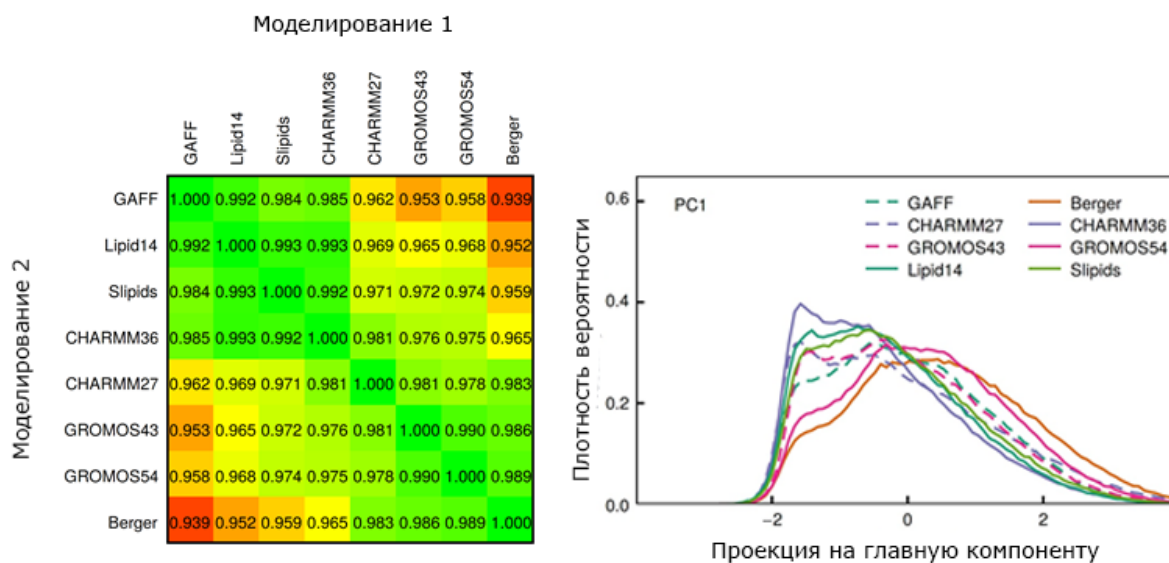 Моделирование 1
GAFF
Lipid14
Slipids
CHARMM36
CHARMM27
GROMOS43
GROMOS54
Berger
Моделирование 2
GAFF 1.000 0.992 0.984 0.985 0.962 0.953 0.958 0.939
Lipid14 0.992 1.000 0.993 0.993 0.969 0.965 0.968 0.952
Slipids 0.984 0.993 1.000 0.992 0.971 0.972 0.974 0.959
CHARMM36 0.985 0.993 0.992 1.000 0.981 0.976 0.975 0.965
CHARMM27 0.962 0.969 0.971 0.981 1.000 0.981 0.978 0.983
GROMOS43 0.953 0.965 0.972 0.976 0.981 1.000 0.990 0.986
GROMOS54 0.958 0.968 0.974 0.975 0.978 0.990 1.000 0.989
Berger 0.939 0.952 0.959 0.965 0.983 0.986 0.989 1.000
Плотность вероятности
0.6
0.4
0.2
0.0
PC1
GAFF Berger
CHARMM27 CHARMM36
GROMOS43 GROMOS54
Lipid14 Slipids
−2 0 2
Проекция на главную компоненту